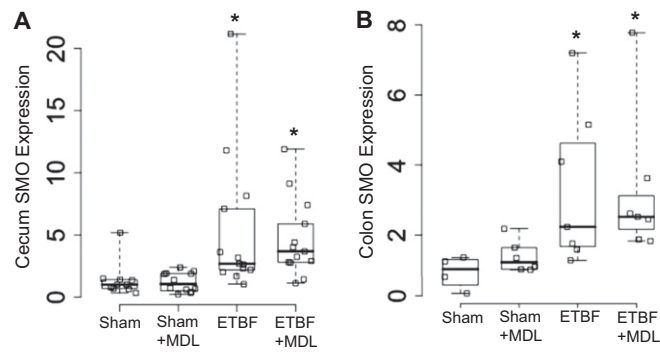 A
Cecum SMO Expression
20
15
10
5
0
*
*
Sham
Sham
+MDL
ETBF
ETBF
+MDL
B
Colon SMO Expression
8
6
4
2
0
*
*
Sham
Sham
+MDL
ETBF
ETBF
+MDL